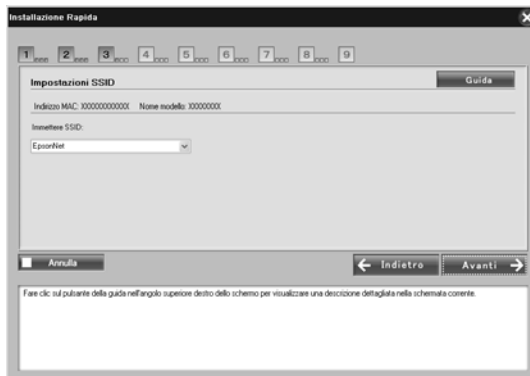 Installazione Rapida
1 2 3 4 5 6 7 8 9
Impostazioni SSID
Guida
Indirizzo MAC: XXXXXXXXXXXX Nome modello: XXXXXXXX
Immettere SSID:
EpsonNet
Annulla
Indietro
Avanti
Fare clic sul pulsante della guida nell'angolo superiore destro dello schermo per visualizzare una descrizione dettagliata nella schermata corrente.